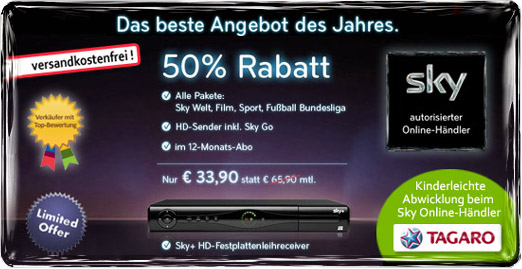 Das beste Angebot des Jahres.
versandkostenfrei !
50% Rabatt
sky
Alle Pakete:
Sky Welt, Film, Sport, Fußball Bundesliga
autorisierter
Online-Händler
Verkäufer mit
Top-Bewertung
HD-Sender inkl. Sky Go
im 12-Monats-Abo
Nur € 33,90 statt € 65,90 mtl.
Kinderleichte
Abwicklung beim
Sky Online-Händler
Limited
Offer
sky+
TAGARO
Sky+ HD-Festplattenleihreceiver